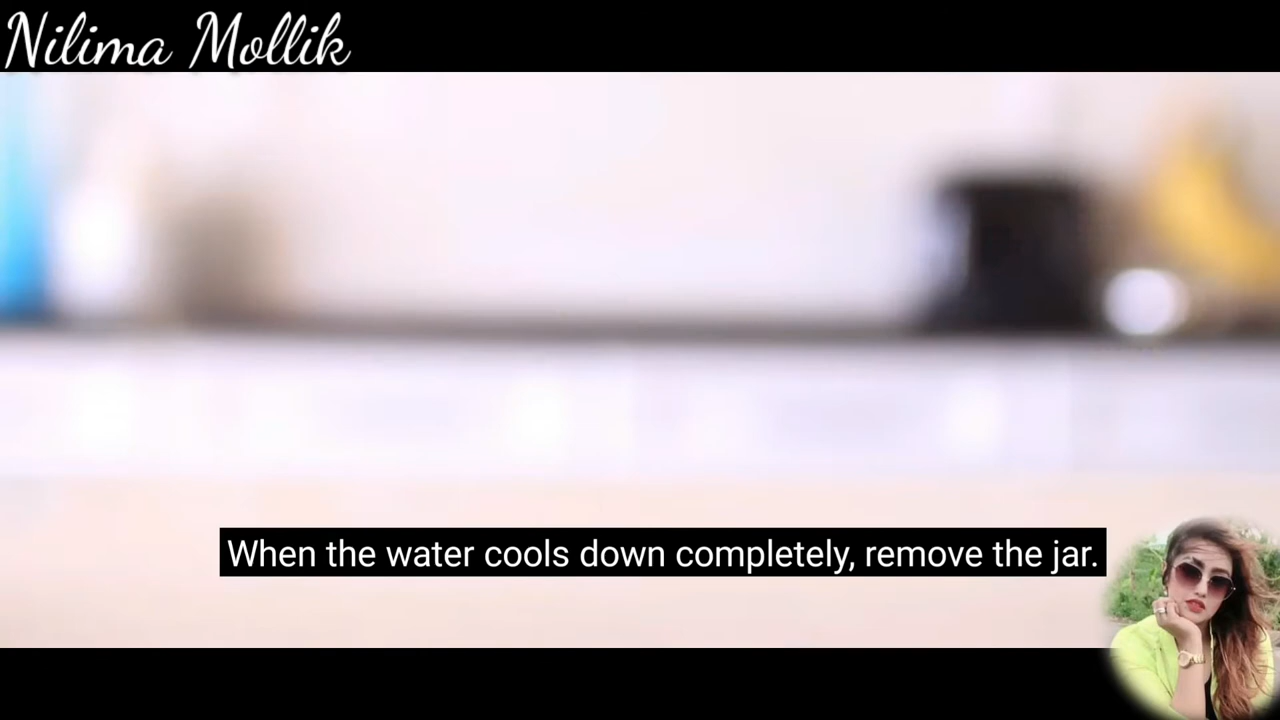 Nilima Mollik
When the water cools down completely, remove the jar.